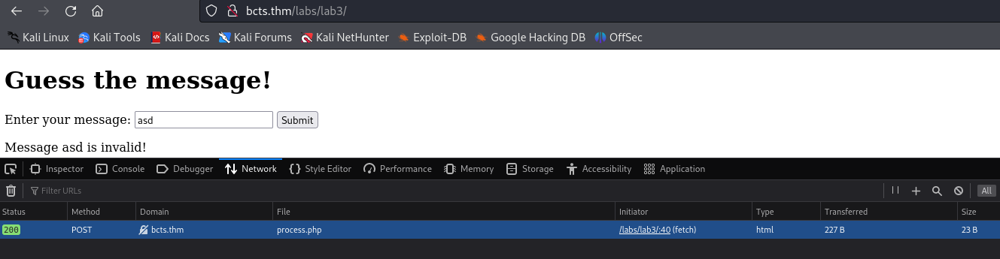 bcts.thm/labs/lab3/
Kali Linux Kali Tools Kali Docs Kali Forums Kali NetHunter Exploit-DB Google Hacking DB OffSec
Guess the message!
Enter your message: asd Submit
Message asd is invalid!
Inspector Console Debugger Network Style Editor Performance Memory Storage Accessibility Application
Filter URLs All
Status Method Domain File Initiator Type Transferred Size
200 POST bcts.thm process.php /labs/lab3/:40 (fetch) html 227 B 23 B